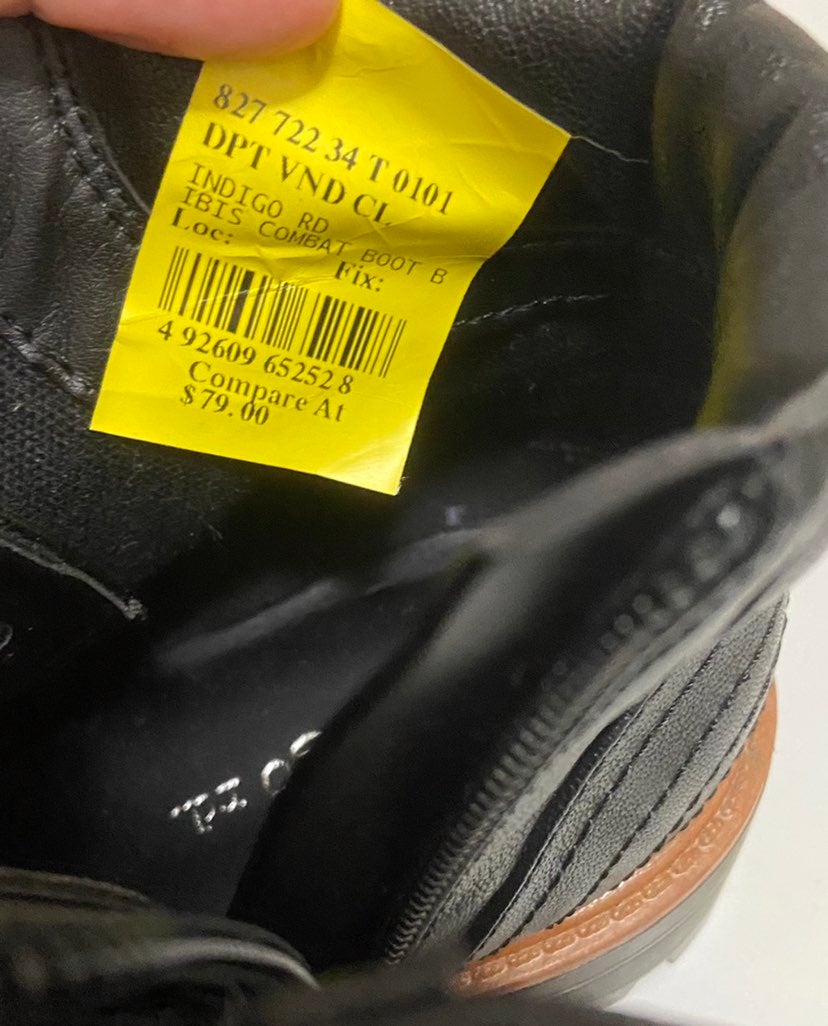 827 722 34 T 0101
DPT VND CL
INDIGO RD
IBIS COMBAT BOOT B
Loc: Fix:
4 92609 65252 8
Compare At
$79.00